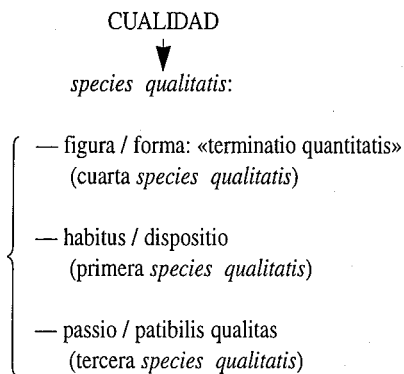 CUALIDAD
species qualitatis:
— figura / forma: «terminatio quantitatis»
(cuarta species qualitatis)
— habitus / dispositio
(primera species qualitatis)
— passio / patibilis qualitas
(tercera species qualitatis)